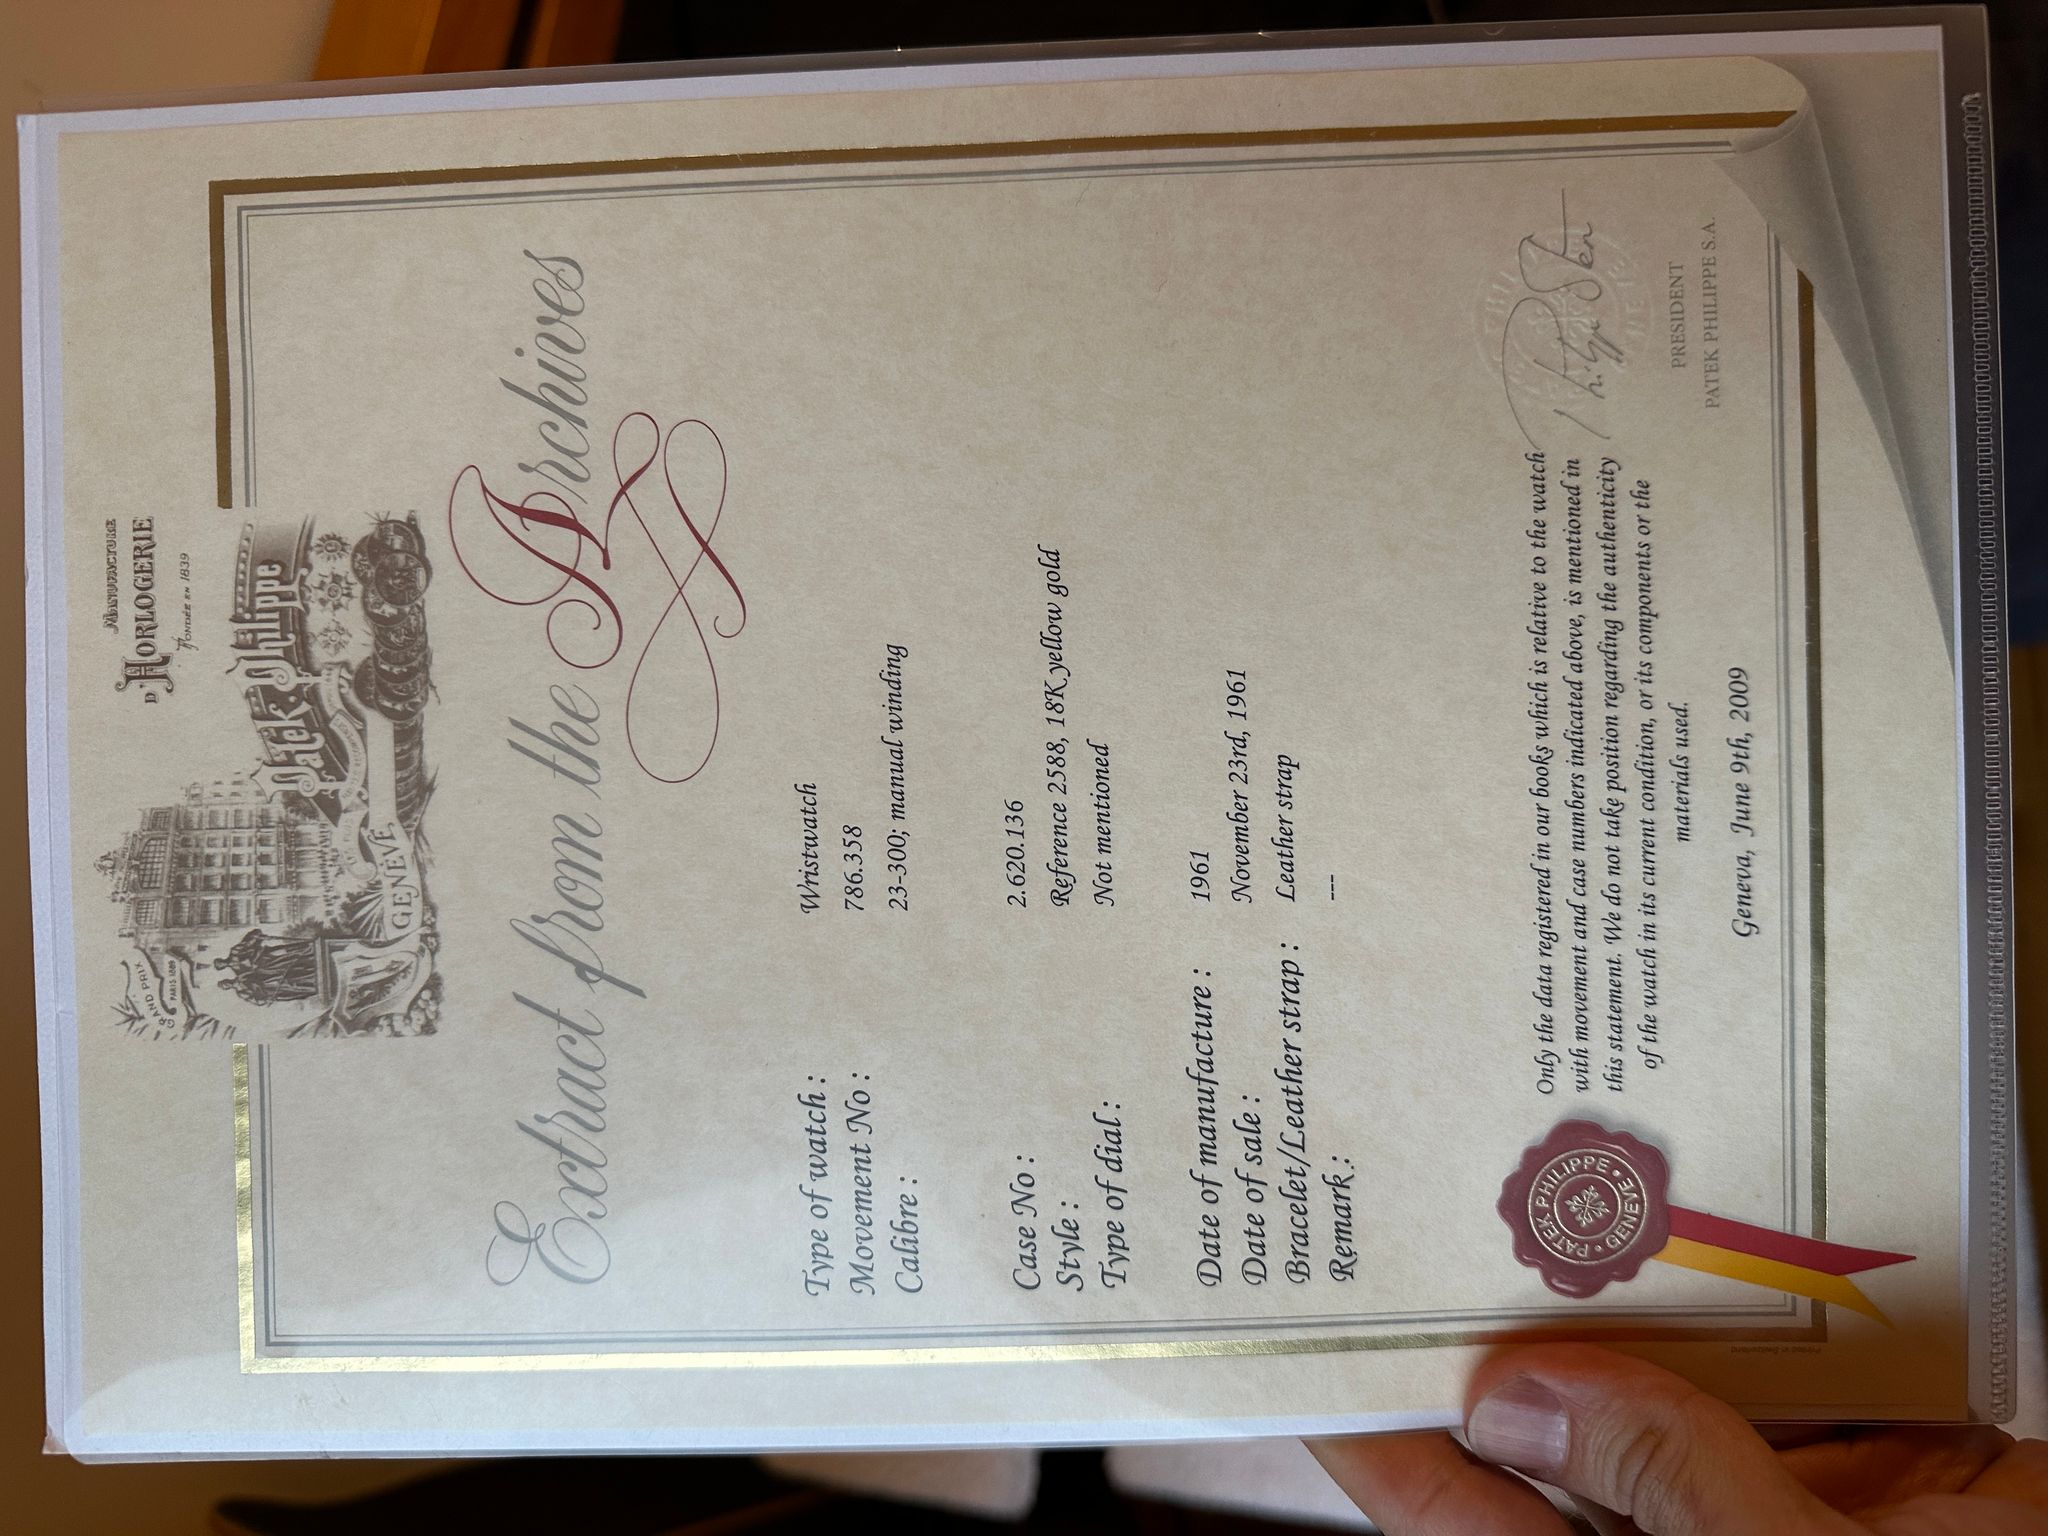 MANUFACTURE
D'HORLOGERIE
FONDÉE EN 1839
GRAND PRIX
PARIS 1889
Patek Philippe
GENÈVE
Extract from the Archives
Type of watch : Wristwatch
Movement No : 786.358
Calibre : 23-300; manual winding
Case No : 2.620.136
Style : Reference 2588, 18K yellow gold
Type of dial : Not mentioned
Date of manufacture : 1961
Date of sale : November 23rd, 1961
Bracelet/Leather strap : Leather strap
Remark : ---
Only the data registered in our books which is relative to the watch
with movement and case numbers indicated above, is mentioned in
this statement. We do not take position regarding the authenticity
of the watch in its current condition, or its components or the
materials used.
Geneva, June 9th, 2009
PATEK PHILIPPE • GENEVE •
Philippe Stern
PRESIDENT
PATEK PHILIPPE S.A.
Printed in Switzerland